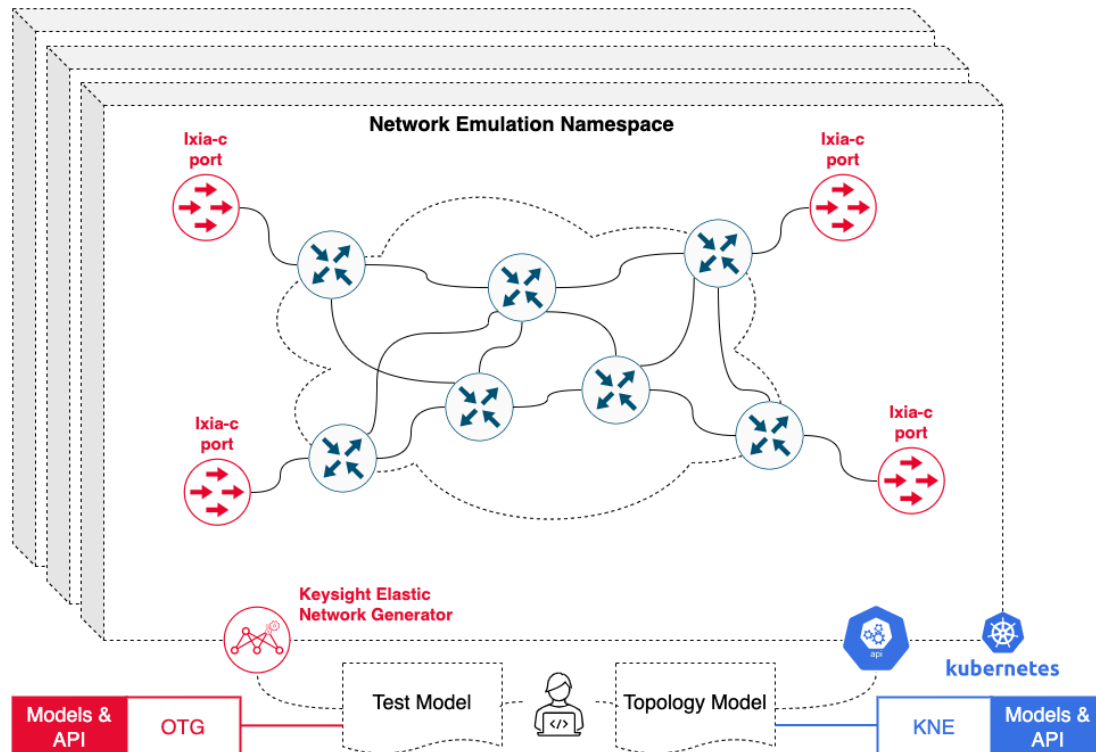 Network Emulation Namespace
Ixia-c
port
Ixia-c
port
Ixia-c
port
Ixia-c
port
Keysight Elastic
Network Generator
api
kubernetes
Test Model
</>
Topology Model
Models &
API
OTG
KNE
Models &
API